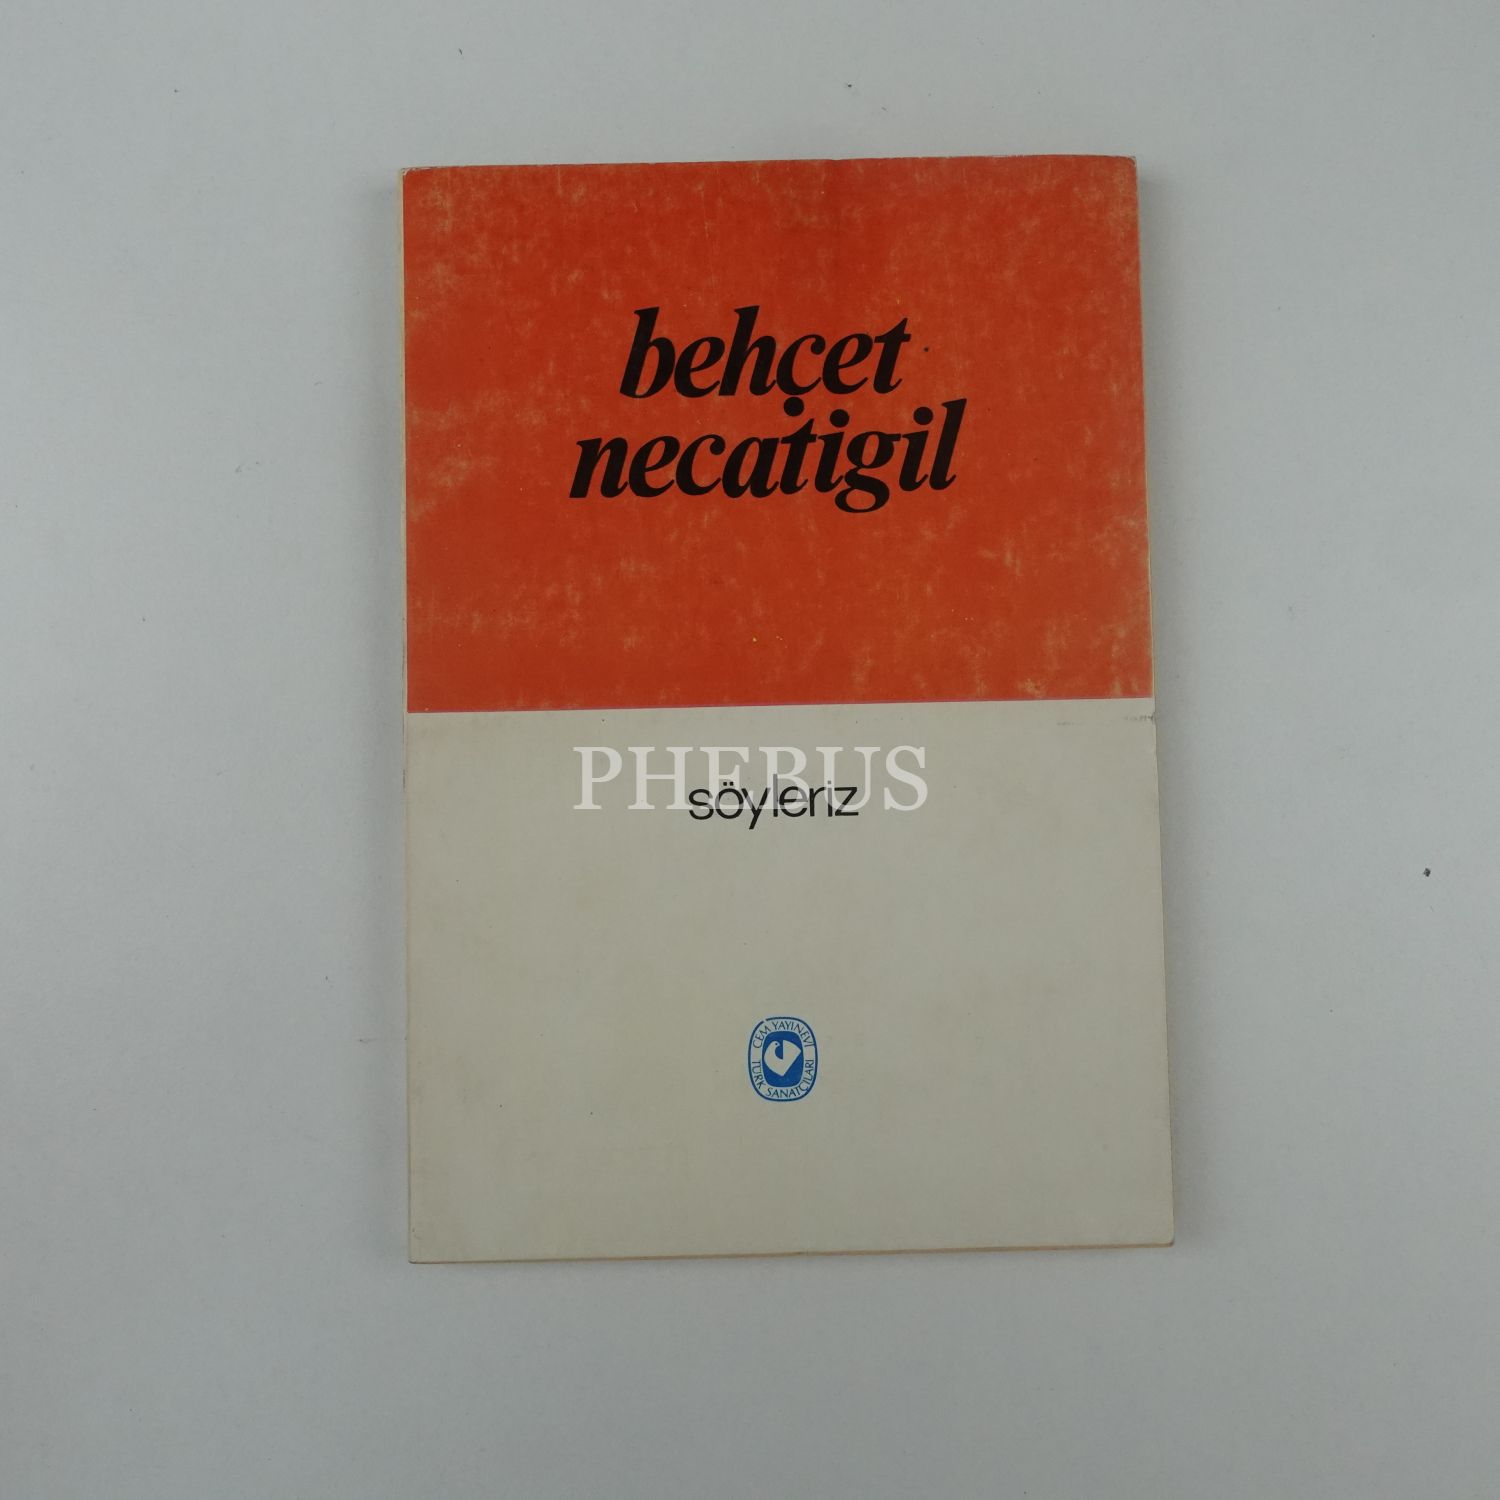 behçet
necatigil
PHEBUS
söyleriz
CEM YAYINEVİ
TÜRK SANATÇILARI